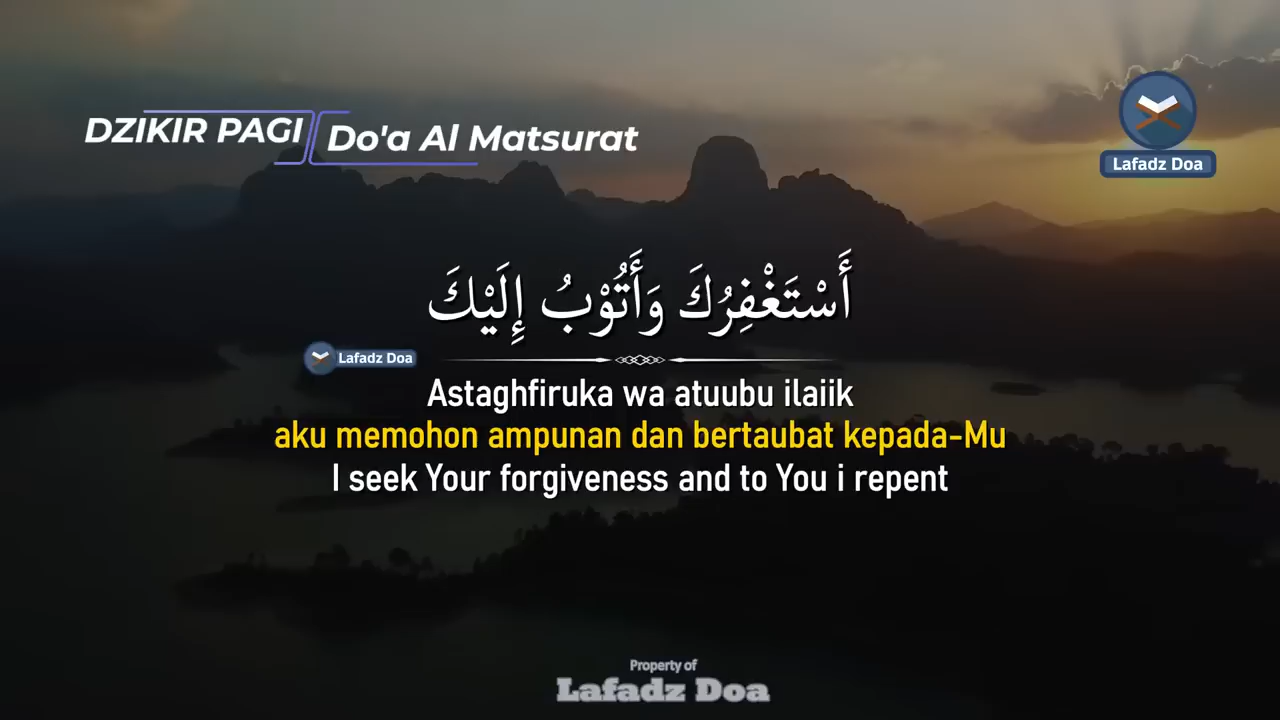 DZIKIR PAGI
Do'a Al Matsurat
Lafadz Doa
أَسْتَغْفِرُكَ وَأَتُوْبُ إِلَيْكَ
Lafadz Doa
Astaghfiruka wa atuubu ilaiik
aku memohon ampunan dan bertaubat kepada-Mu
I seek Your forgiveness and to You i repent
Property of
Lafadz Doa